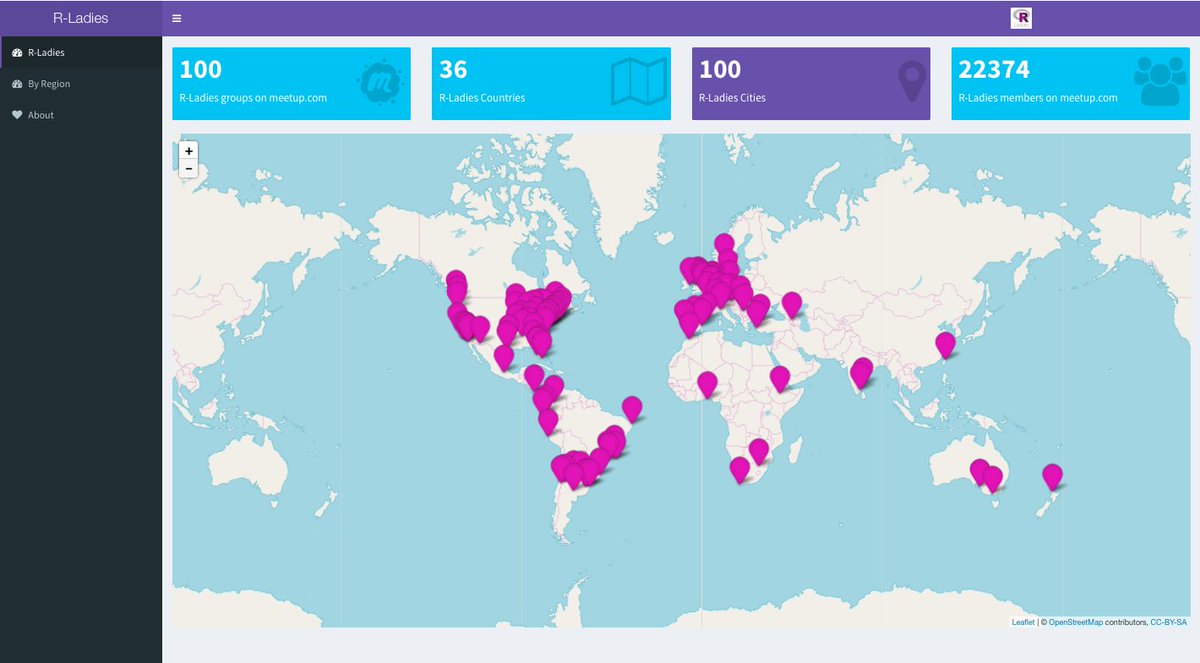 R-Ladies
R
R-Ladies
By Region
About
100
R-Ladies groups on meetup.com
m
36
R-Ladies Countries
100
R-Ladies Cities
22374
R-Ladies members on meetup.com
+
−
Leaflet | © OpenStreetMap contributors, CC-BY-SA